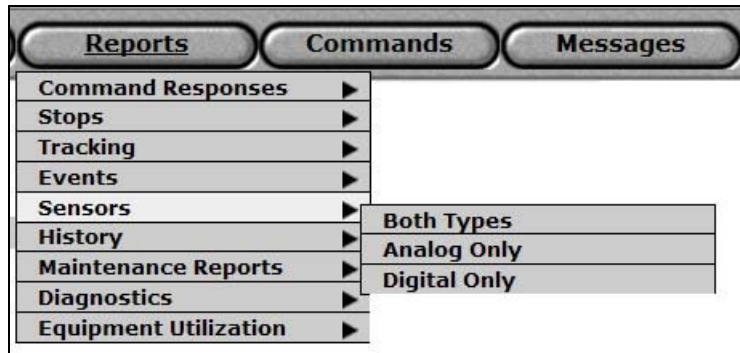 Reports Commands Messages
Command Responses
Stops
Tracking
Events
Sensors
Both Types
History
Analog Only
Maintenance Reports
Digital Only
Diagnostics
Equipment Utilization